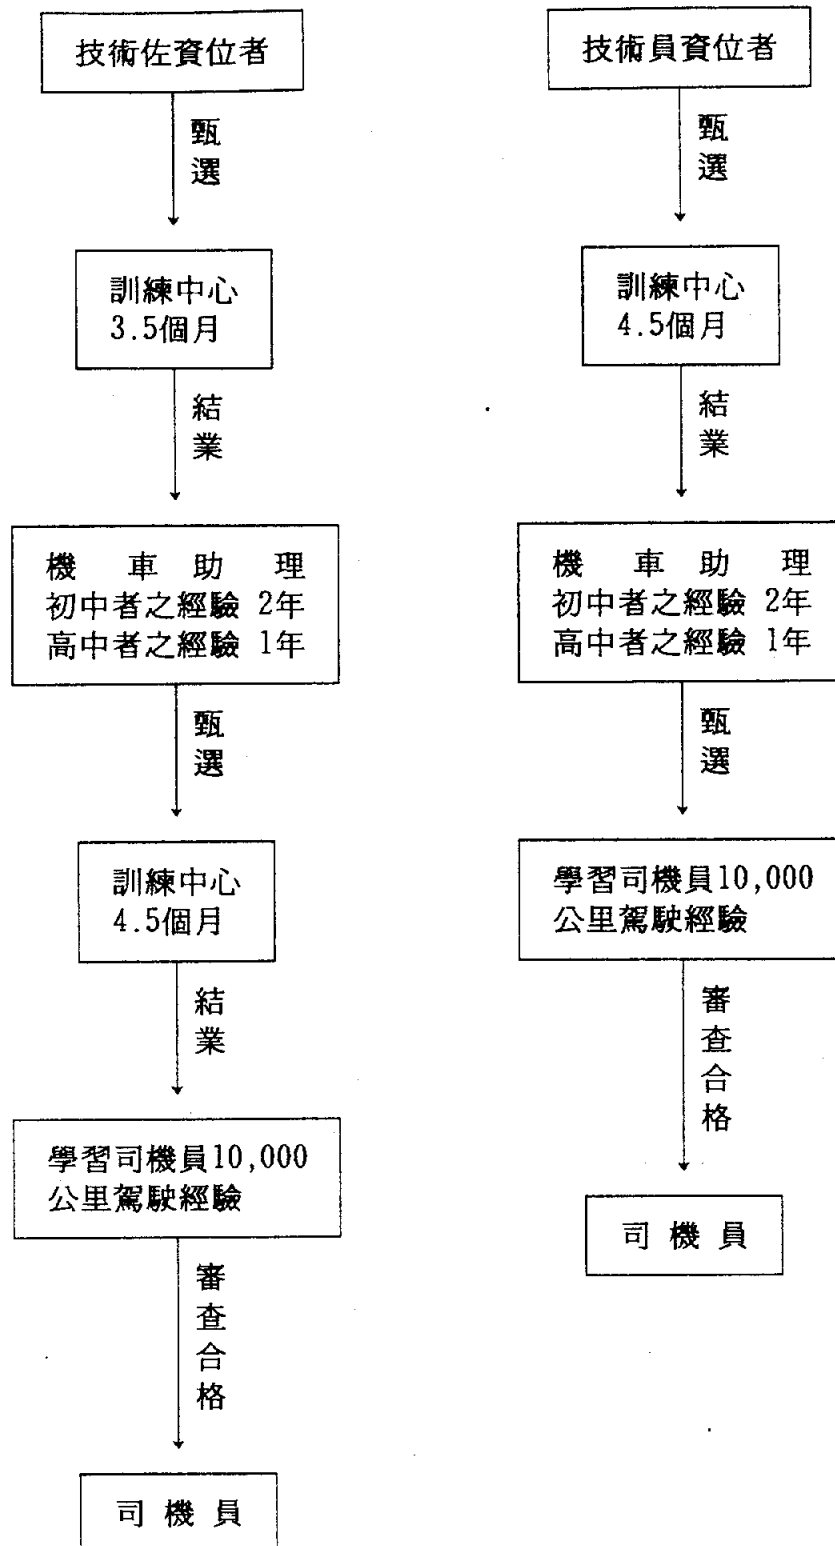 技術佐資位者
甄選
訓練中心
3.5個月
結業
機車助理
初中者之經驗 2年
高中者之經驗 1年
甄選
訓練中心
4.5個月
結業
學習司機員10,000
公里駕駛經驗
審查合格
司機員
技術員資位者
甄選
訓練中心
4.5個月
結業
機車助理
初中者之經驗 2年
高中者之經驗 1年
甄選
學習司機員10,000
公里駕駛經驗
審查合格
司機員